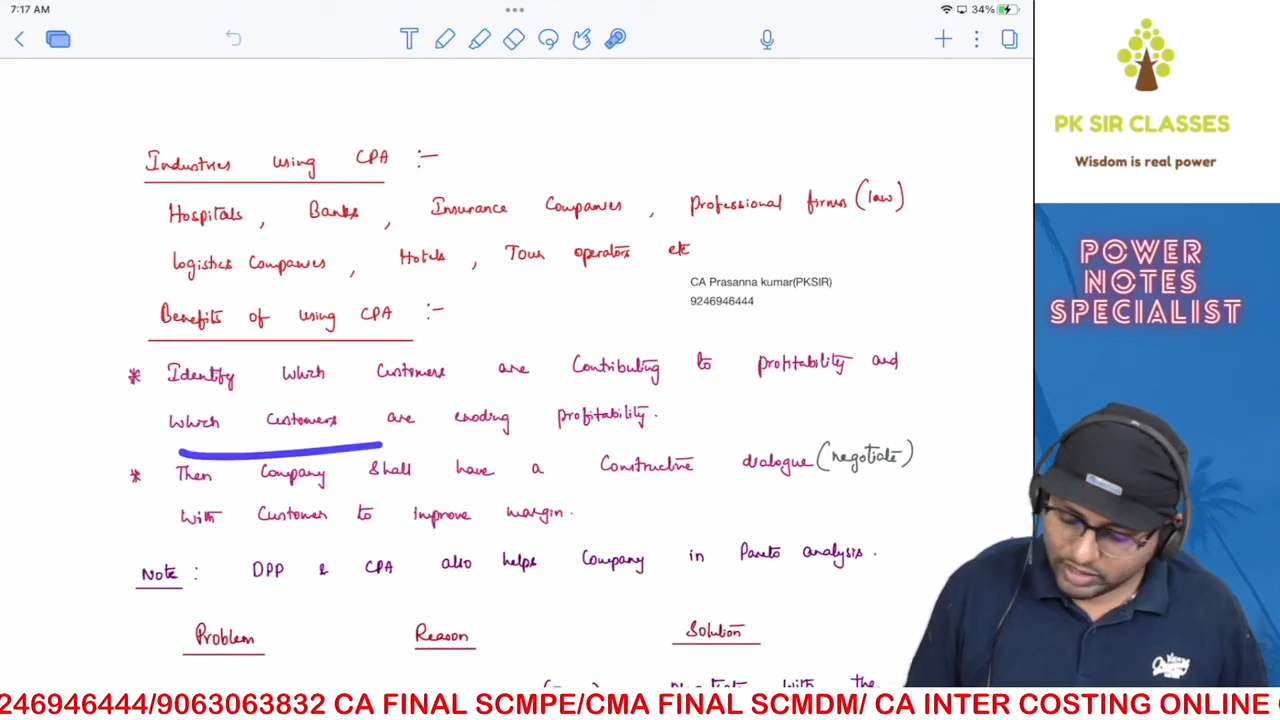 7:17 AM
34%
PK SIR CLASSES
Wisdom is real power
Industries using CPA :-
Hospitals, Banks, Insurance Companies, Professional firms (law)
logistics Companies, Hotels, Tour operators etc
CA Prasanna kumar(PKSIR)
9246946444
Benefits of using CPA :-
* Identify which customers are Contributing to profitability and
which customers are eroding profitability.
* Then Company shall have a Constructive dialogue (negotiate)
with Customer to improve margin.
Note : DPP & CPA also helps Company in Pareto analysis.
Problem Reason Solution
negotiate with the
POWER
NOTES
SPECIALIST
246946444/9063063832 CA FINAL SCMPE/CMA FINAL SCMDM/ CA INTER COSTING ONLINE